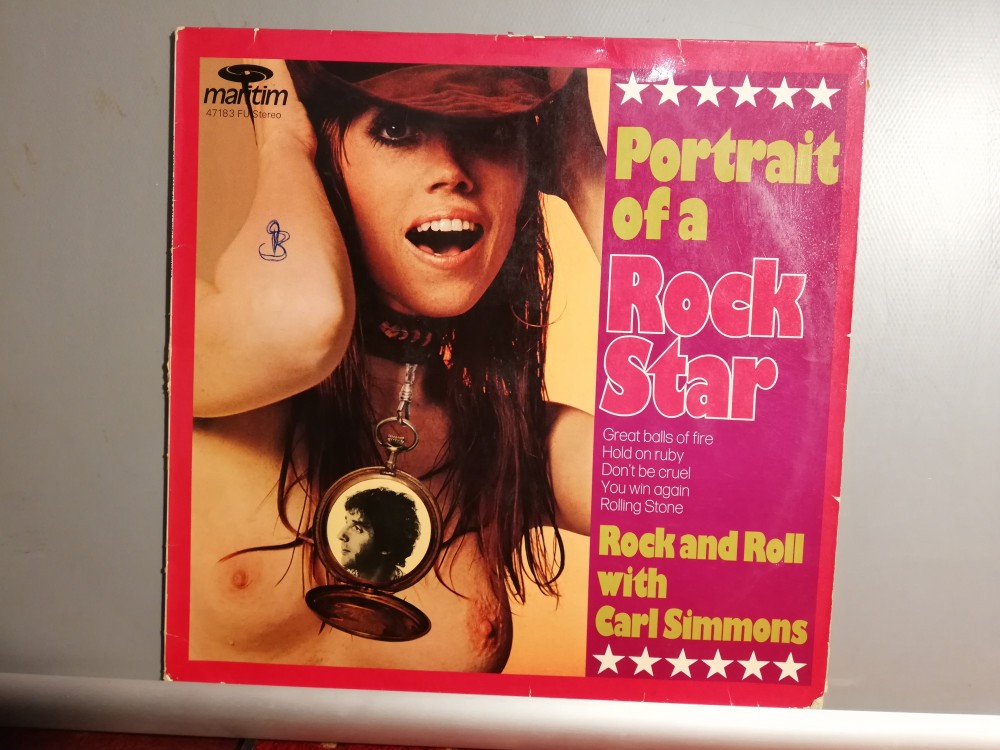 maritim
47183 FU Stereo
Portrait
of a
Rock
Star
Great balls of fire
Hold on ruby
Don't be cruel
You win again
Rolling Stone
Rock and Roll
with
Carl Simmons